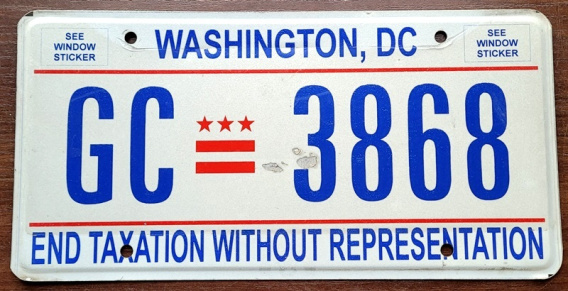 SEE
WINDOW
STICKER
WASHINGTON, DC
SEE
WINDOW
STICKER
GC 3868
END TAXATION WITHOUT REPRESENTATION